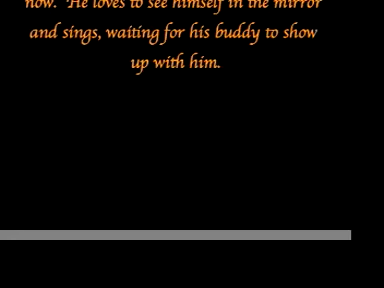 now. He loves to see himself in the mirror
and sings, waiting for his buddy to show
up with him.